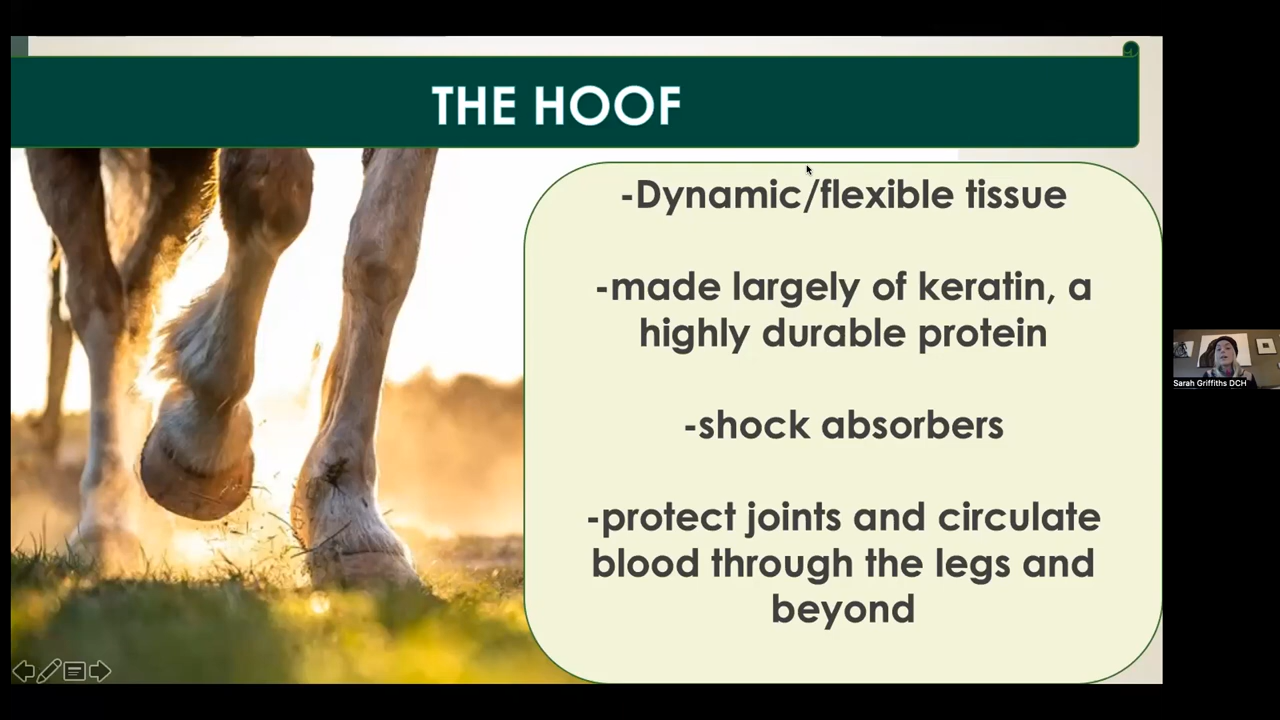 THE HOOF
-Dynamic/flexible tissue
-made largely of keratin, a
highly durable protein
-shock absorbers
-protect joints and circulate
blood through the legs and
beyond
Sarah Griffiths DCH